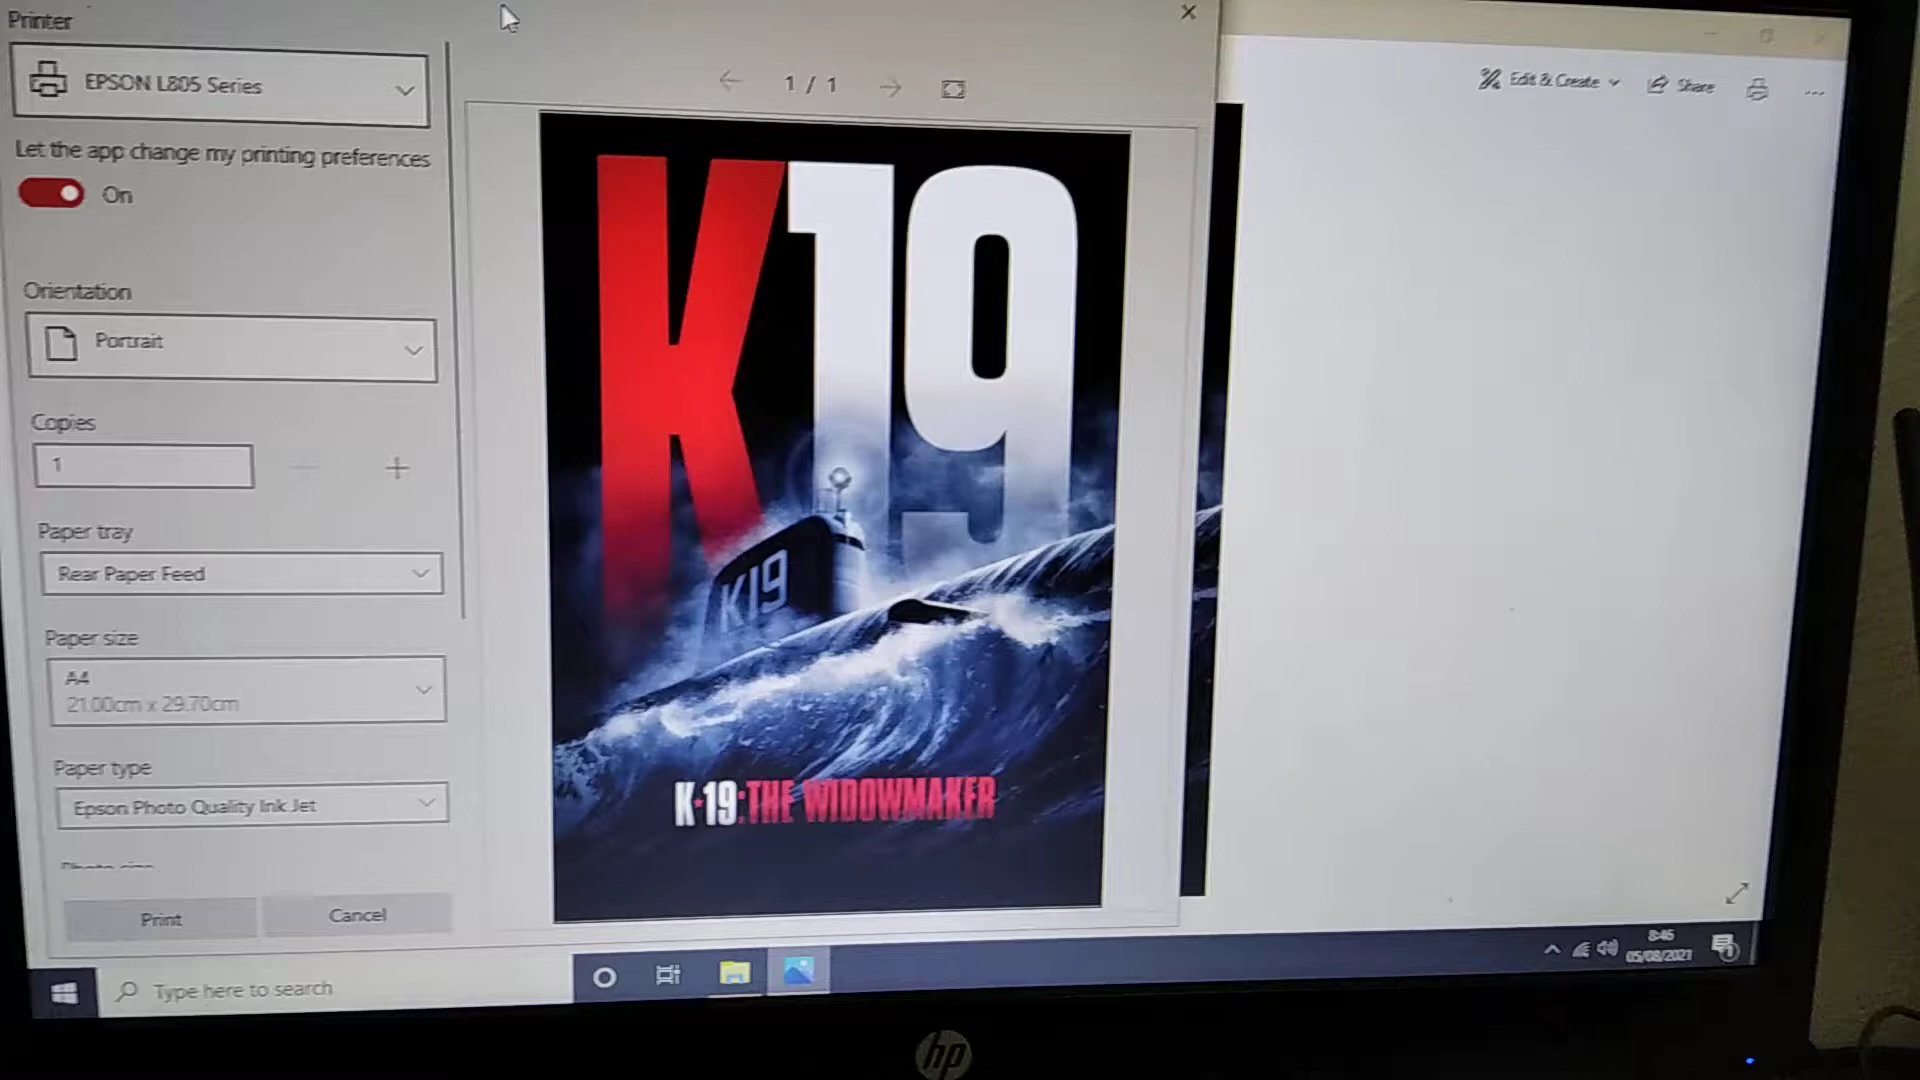 Printer
EPSON L805 Series
Let the app change my printing preferences
On
Orientation
Portrait
Copies
1
Paper tray
Rear Paper Feed
Paper size
A4
21.00cm x 29.70cm
Paper type
Epson Photo Quality Ink Jet
Print
Cancel
1 / 1
K19
K19
K·19:THE WIDOWMAKER
Edit & Create
Share
Type here to search
8:45
05/08/2021
hp